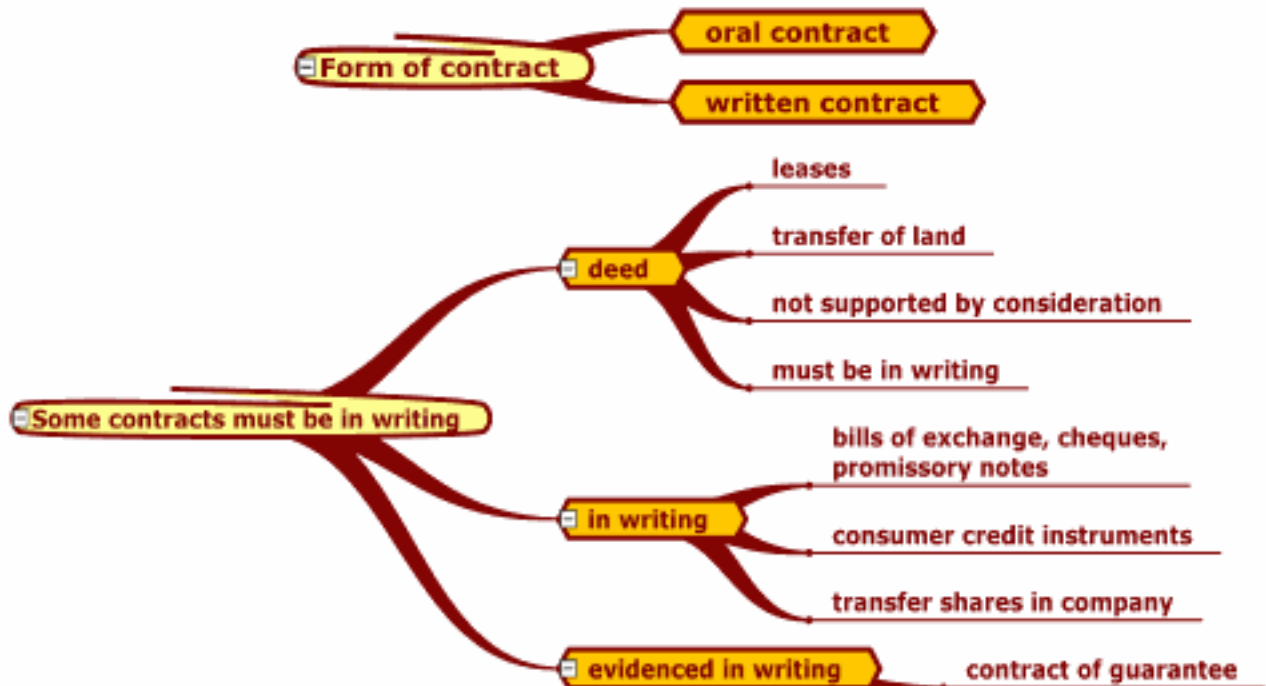 oral contract
Form of contract
written contract
leases
transfer of land
deed
not supported by consideration
must be in writing
Some contracts must be in writing
bills of exchange, cheques,
promissory notes
in writing
consumer credit instruments
transfer shares in company
evidenced in writing
contract of guarantee